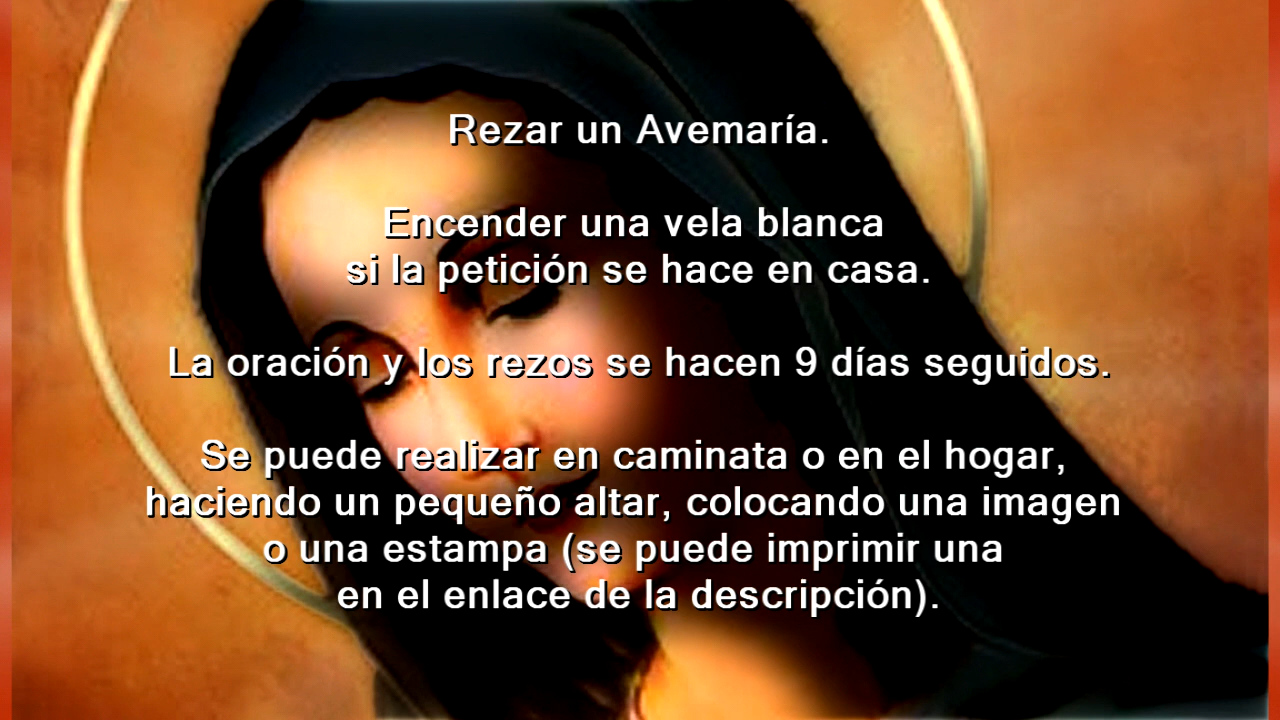 Rezar un Avemaría.
Encender una vela blanca
si la petición se hace en casa.
La oración y los rezos se hacen 9 días seguidos.
Se puede realizar en caminata o en el hogar,
haciendo un pequeño altar, colocando una imagen
o una estampa (se puede imprimir una
en el enlace de la descripción).